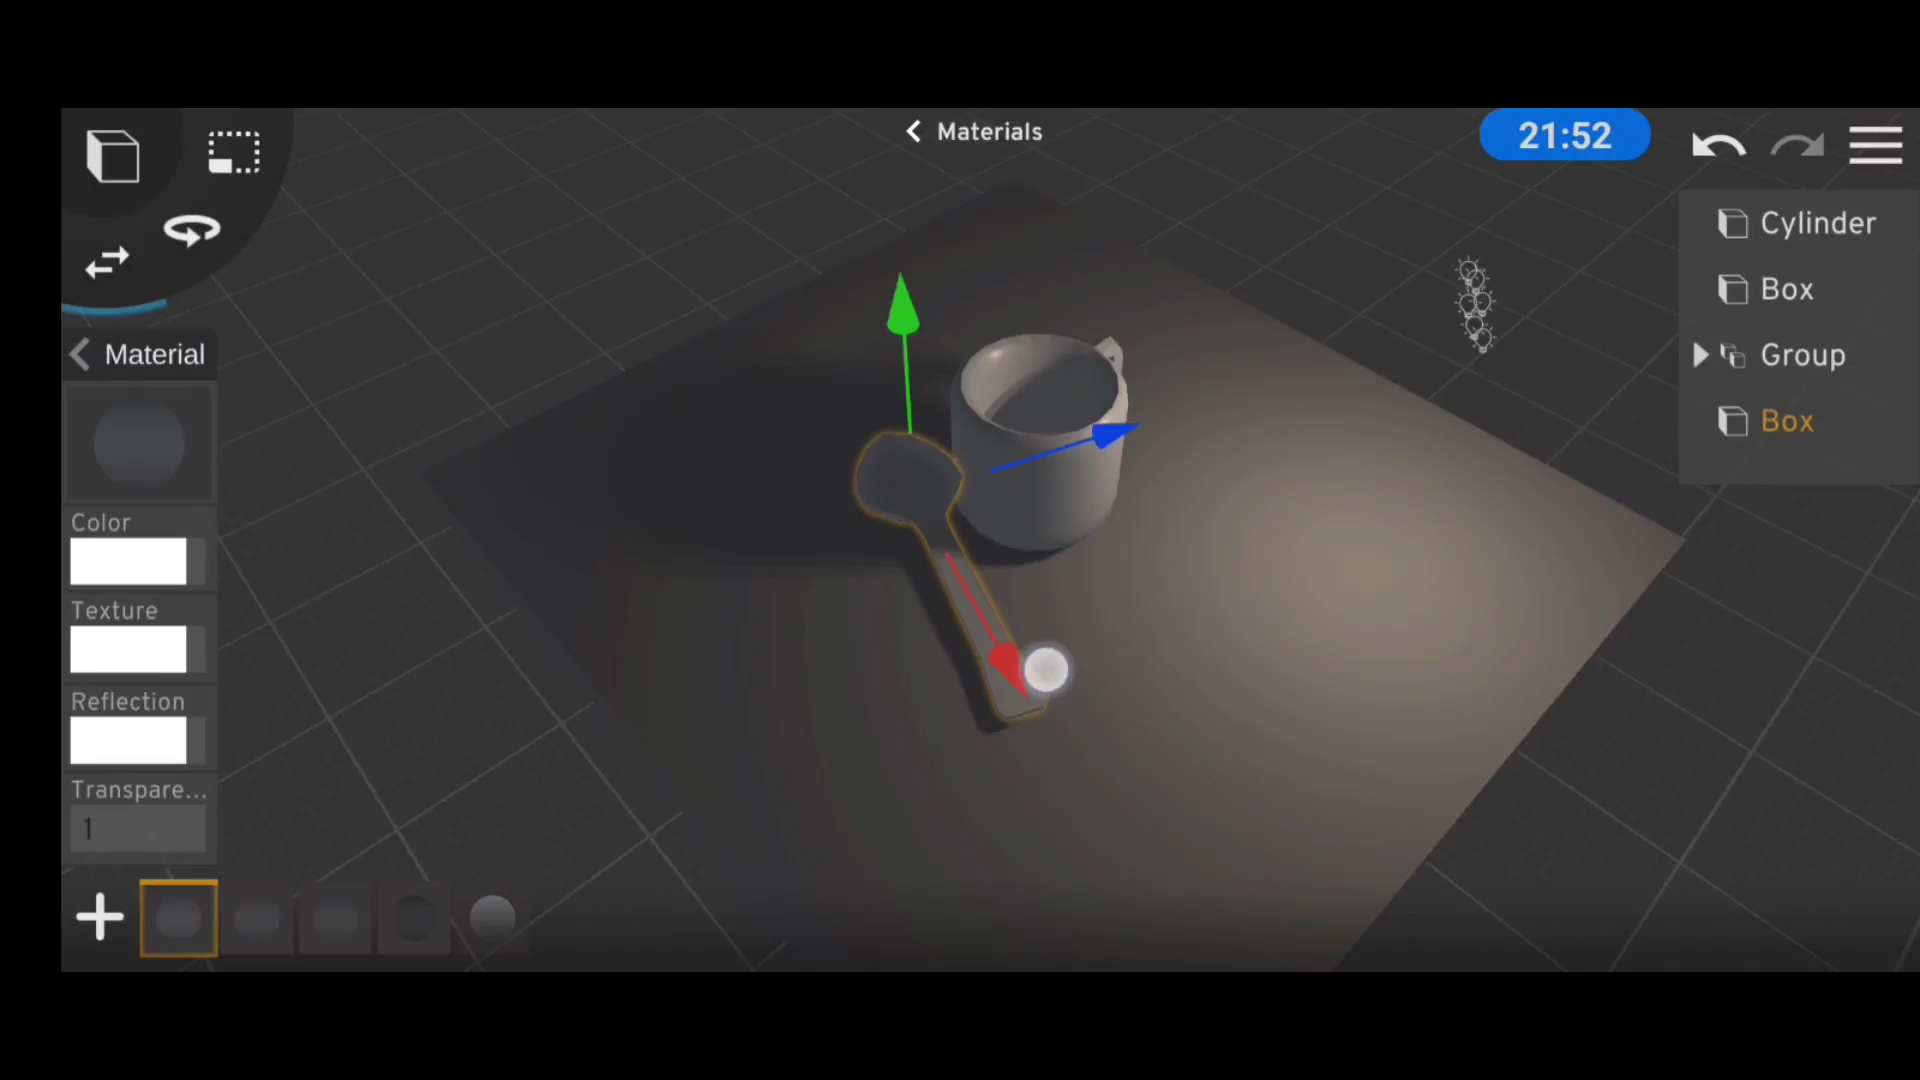 Materials
21:52
Cylinder
Box
Group
Box
Material
Color
Texture
Reflection
Transpare...
1